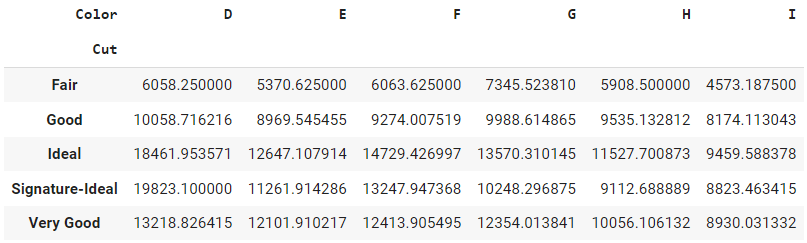 Color D E F G H I
Cut
Fair 6058.250000 5370.625000 6063.625000 7345.523810 5908.500000 4573.187500
Good 10058.716216 8969.545455 9274.007519 9988.614865 9535.132812 8174.113043
Ideal 18461.953571 12647.107914 14729.426997 13570.310145 11527.700873 9459.588378
Signature-Ideal 19823.100000 11261.914286 13247.947368 10248.296875 9112.688889 8823.463415
Very Good 13218.826415 12101.910217 12413.905495 12354.013841 10056.106132 8930.031332